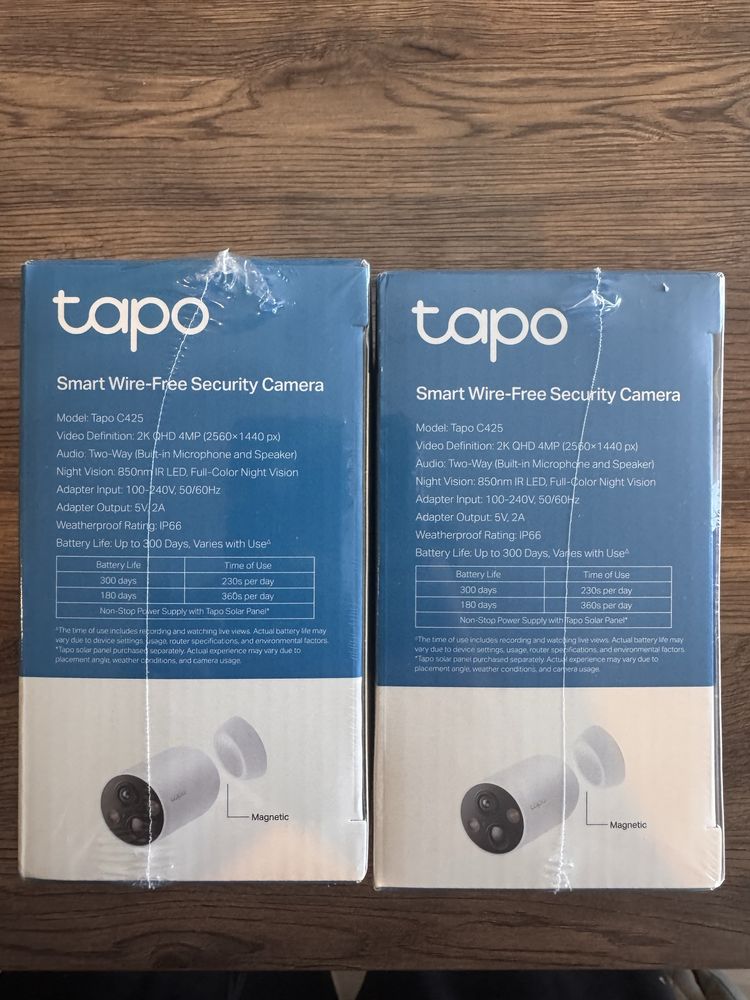 tapo
Smart Wire-Free Security Camera
Model: Tapo C425
Video Definition: 2K QHD 4MP (2560×1440 px)
Audio: Two-Way (Built-in Microphone and Speaker)
Night Vision: 850nm IR LED, Full-Color Night Vision
Adapter Input: 100-240V, 50/60Hz
Adapter Output: 5V, 2A
Weatherproof Rating: IP66
Battery Life: Up to 300 Days, Varies with Use△
Battery Life Time of Use
300 days 230s per day
180 days 360s per day
Non-Stop Power Supply with Tapo Solar Panel*
△The time of use includes recording and watching live views. Actual battery life may
vary due to device settings, usage, router specifications, and environmental factors.
*Tapo solar panel purchased separately. Actual experience may vary due to
placement angle, weather conditions, and camera usage.
tapo
Magnetic
tapo
Smart Wire-Free Security Camera
Model: Tapo C425
Video Definition: 2K QHD 4MP (2560×1440 px)
Audio: Two-Way (Built-in Microphone and Speaker)
Night Vision: 850nm IR LED, Full-Color Night Vision
Adapter Input: 100-240V, 50/60Hz
Adapter Output: 5V, 2A
Weatherproof Rating: IP66
Battery Life: Up to 300 Days, Varies with Use△
Battery Life Time of Use
300 days 230s per day
180 days 360s per day
Non-Stop Power Supply with Tapo Solar Panel*
△The time of use includes recording and watching live views. Actual battery life may
vary due to device settings, usage, router specifications, and environmental factors.
*Tapo solar panel purchased separately. Actual experience may vary due to
placement angle, weather conditions, and camera usage.
tapo
Magnetic